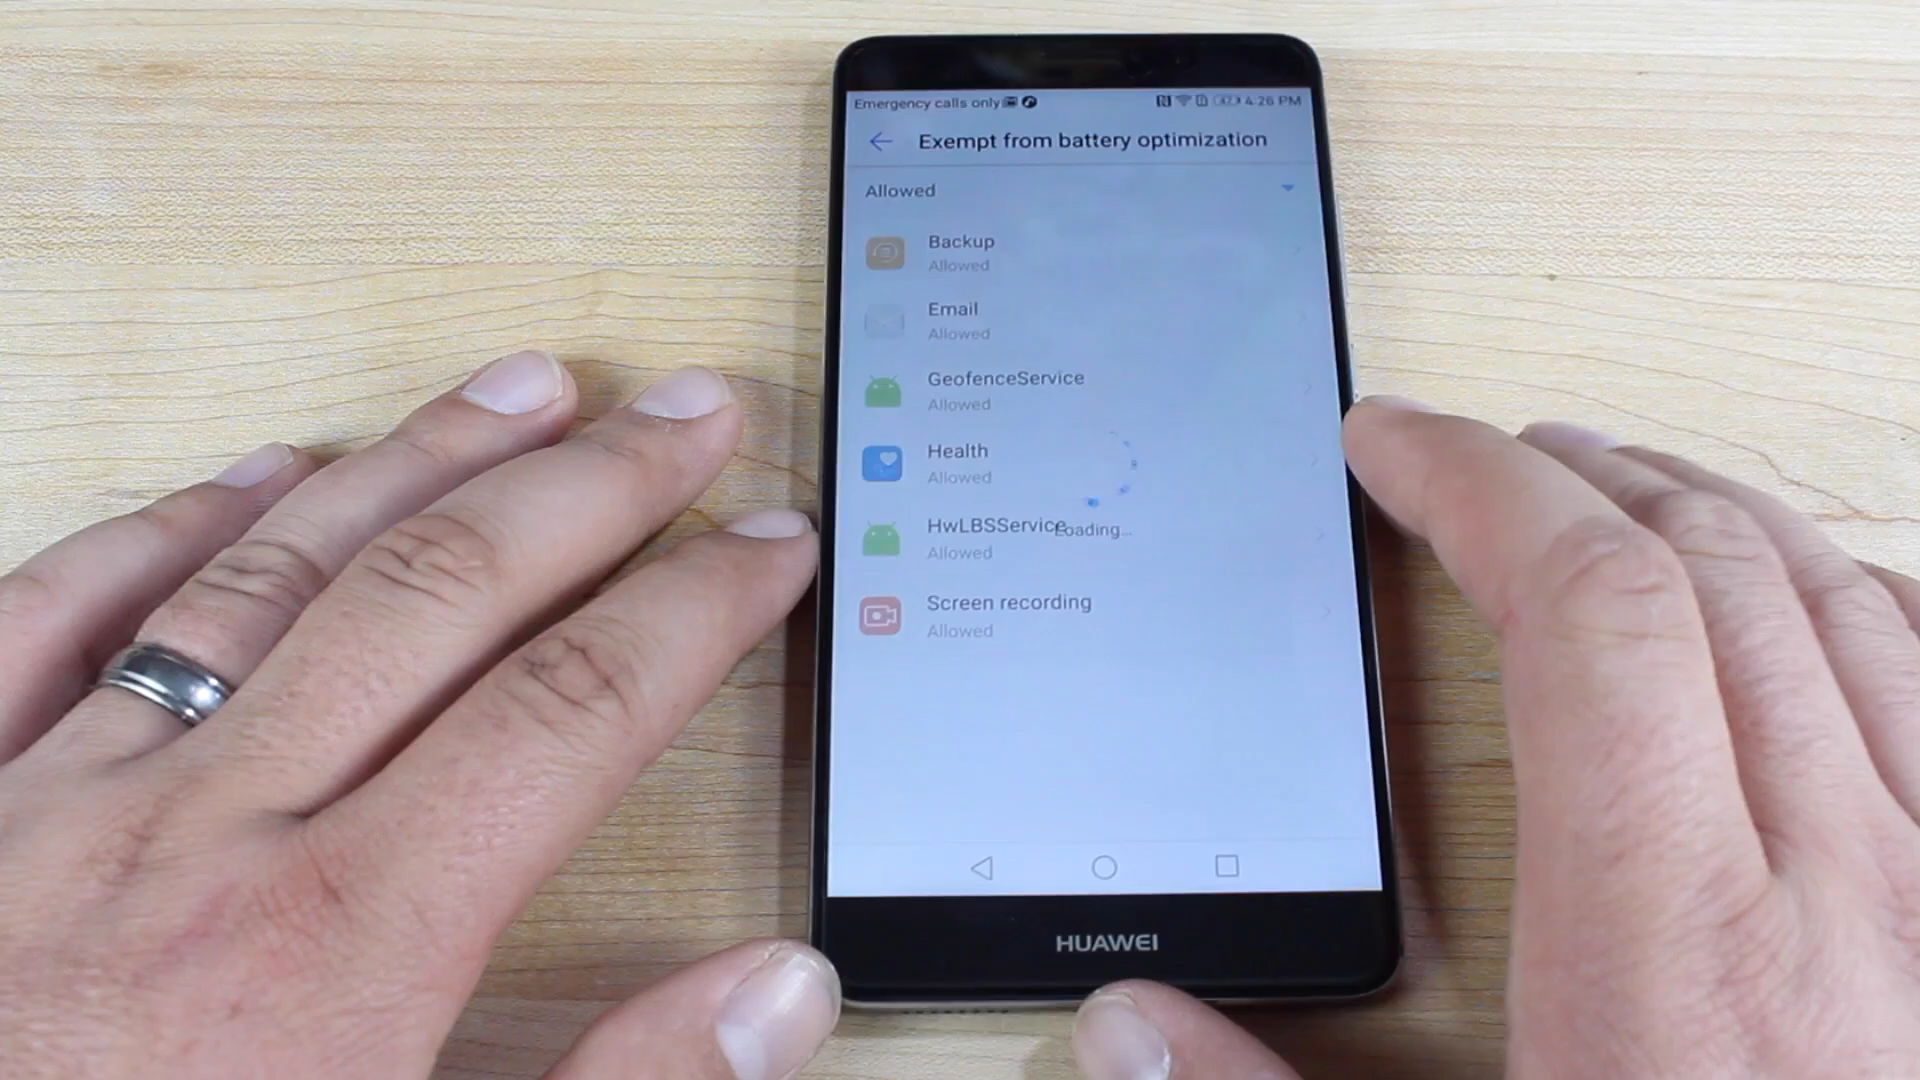 Emergency calls only 4:26 PM
Exempt from battery optimization
Allowed
Backup
Allowed
Email
Allowed
GeofenceService
Allowed
Health
Allowed
HwLBSService
Loading...
Allowed
Screen recording
Allowed
HUAWEI